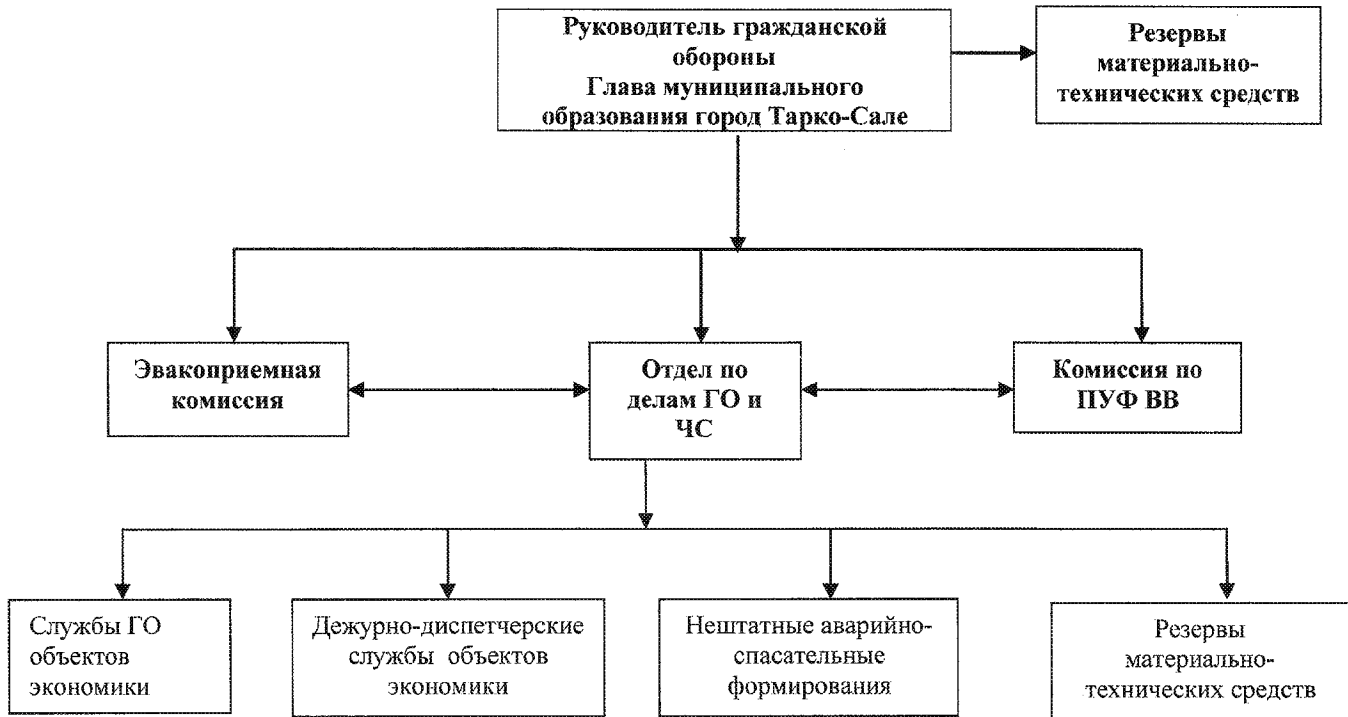 Руководитель гражданской
обороны
Глава муниципального
образования город Тарко-Сале
Резервы
материально-
технических средств
Эвакоприемная
комиссия
Отдел по
делам ГО и
ЧС
Комиссия по
ПУФ ВВ
Службы ГО
объектов
экономики
Дежурно-диспетчерские
службы объектов
экономики
Нештатные аварийно-
спасательные
формирования
Резервы
материально-
технических средств